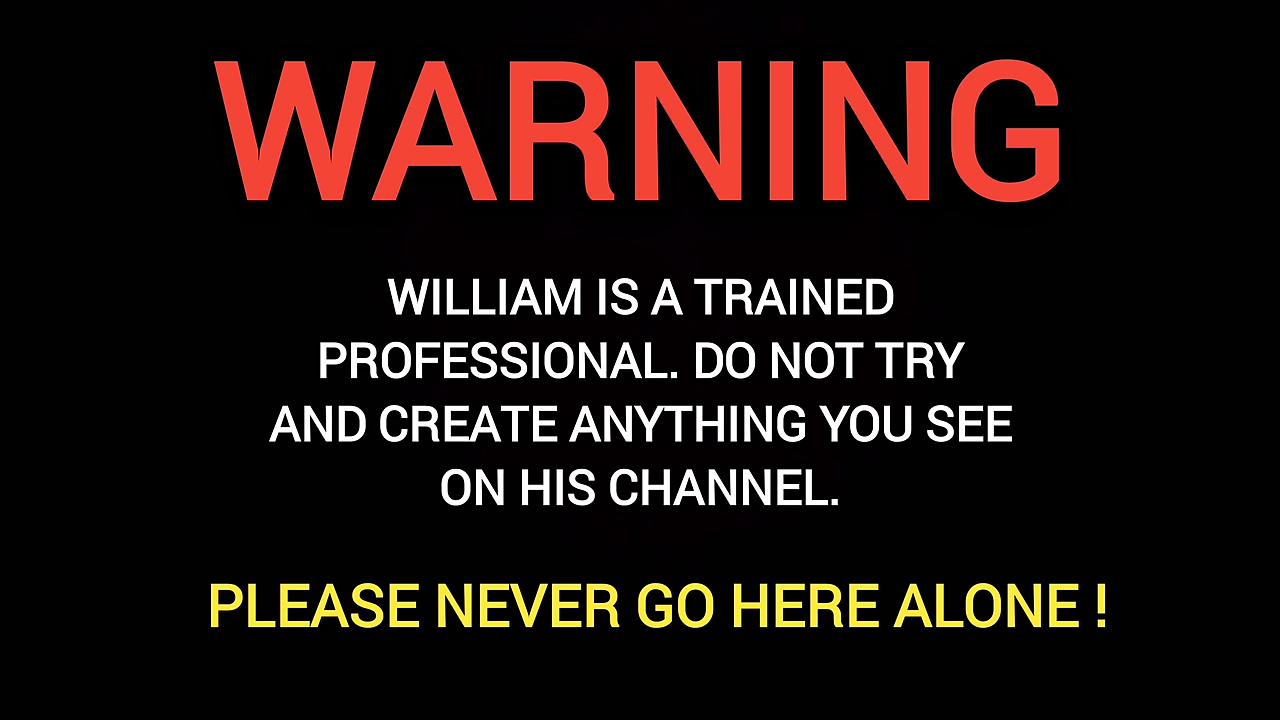 WARNING
WILLIAM IS A TRAINED
PROFESSIONAL. DO NOT TRY
AND CREATE ANYTHING YOU SEE
ON HIS CHANNEL.
PLEASE NEVER GO HERE ALONE !